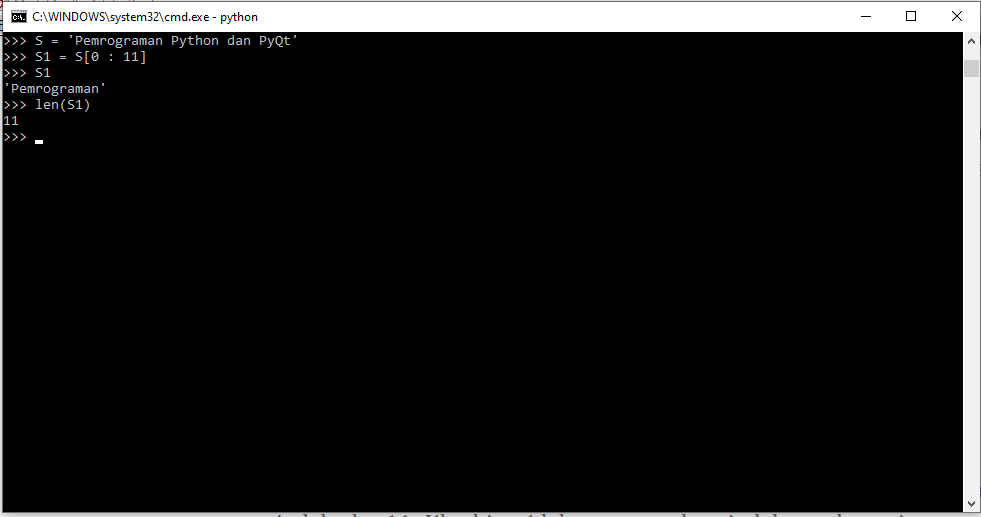 C:\WINDOWS\system32\cmd.exe - python
>>> S = 'Pemrograman Python dan PyQt'
>>> S1 = S[0 : 11]
>>> S1
'Pemrograman'
>>> len(S1)
11
>>>